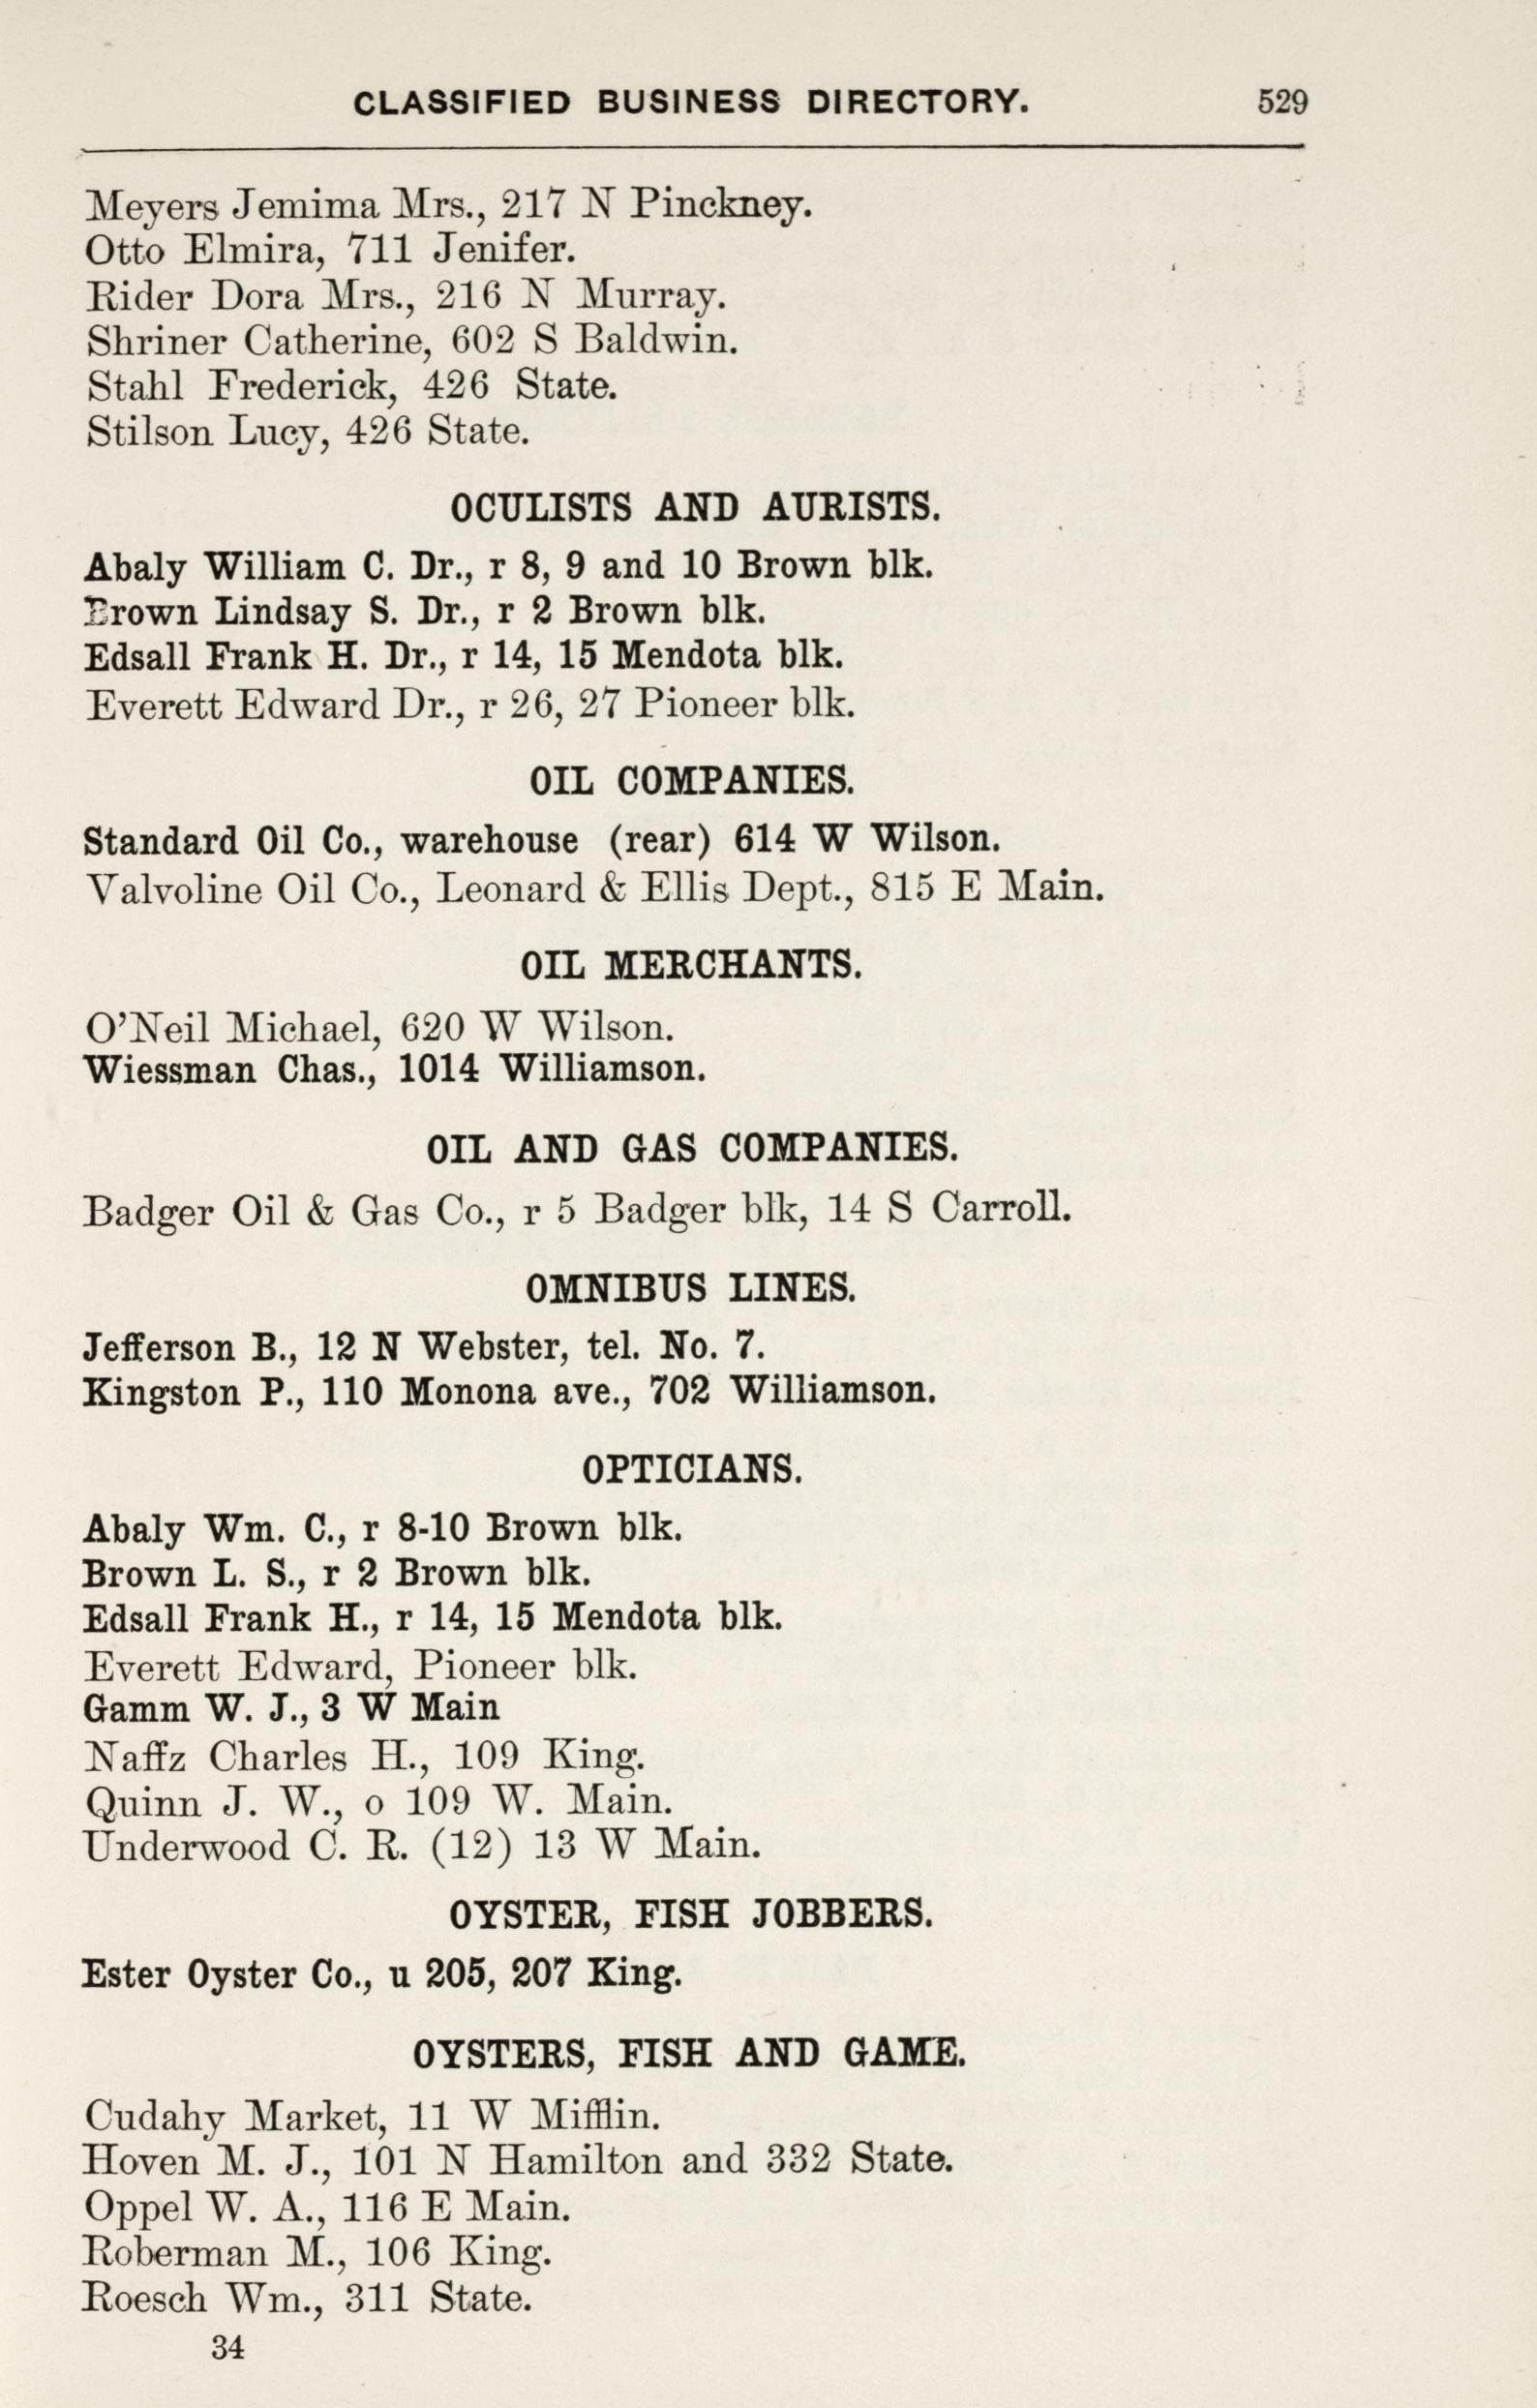 CLASSIFIED BUSINESS DIRECTORY. 529
Meyers Jemima Mrs., 217 N Pinckney.
Otto Elmira, 711 Jenifer.
Rider Dora Mrs., 216 N Murray.
Shriner Catherine, 602 S Baldwin.
Stahl Frederick, 426 State.
Stilson Lucy, 426 State.
OCULISTS AND AURISTS.
Abaly William C. Dr., r 8, 9 and 10 Brown blk.
Brown Lindsay S. Dr., r 2 Brown blk.
Edsall Frank H. Dr., r 14, 15 Mendota blk.
Everett Edward Dr., r 26, 27 Pioneer blk.
OIL COMPANIES.
Standard Oil Co., warehouse (rear) 614 W Wilson.
Valvoline Oil Co., Leonard & Ellis Dept., 815 E Main.
OIL MERCHANTS.
O'Neil Michael, 620 W Wilson.
Wiessman Chas., 1014 Williamson.
OIL AND GAS COMPANIES.
Badger Oil & Gas Co., r 5 Badger blk, 14 S Carroll.
OMNIBUS LINES.
Jefferson B., 12 N Webster, tel. No. 7.
Kingston P., 110 Monona ave., 702 Williamson.
OPTICIANS.
Abaly Wm. C., r 8-10 Brown blk.
Brown L. S., r 2 Brown blk.
Edsall Frank H., r 14, 15 Mendota blk.
Everett Edward, Pioneer blk.
Gamm W. J., 3 W Main
Naffz Charles H., 109 King.
Quinn J. W., o 109 W. Main.
Underwood C. R. (12) 13 W Main.
OYSTER, FISH JOBBERS.
Ester Oyster Co., u 205, 207 King.
OYSTERS, FISH AND GAME.
Cudahy Market, 11 W Mifflin.
Hoven M. J., 101 N Hamilton and 332 State.
Oppel W. A., 116 E Main.
Roberman M., 106 King.
Roesch Wm., 311 State.
34